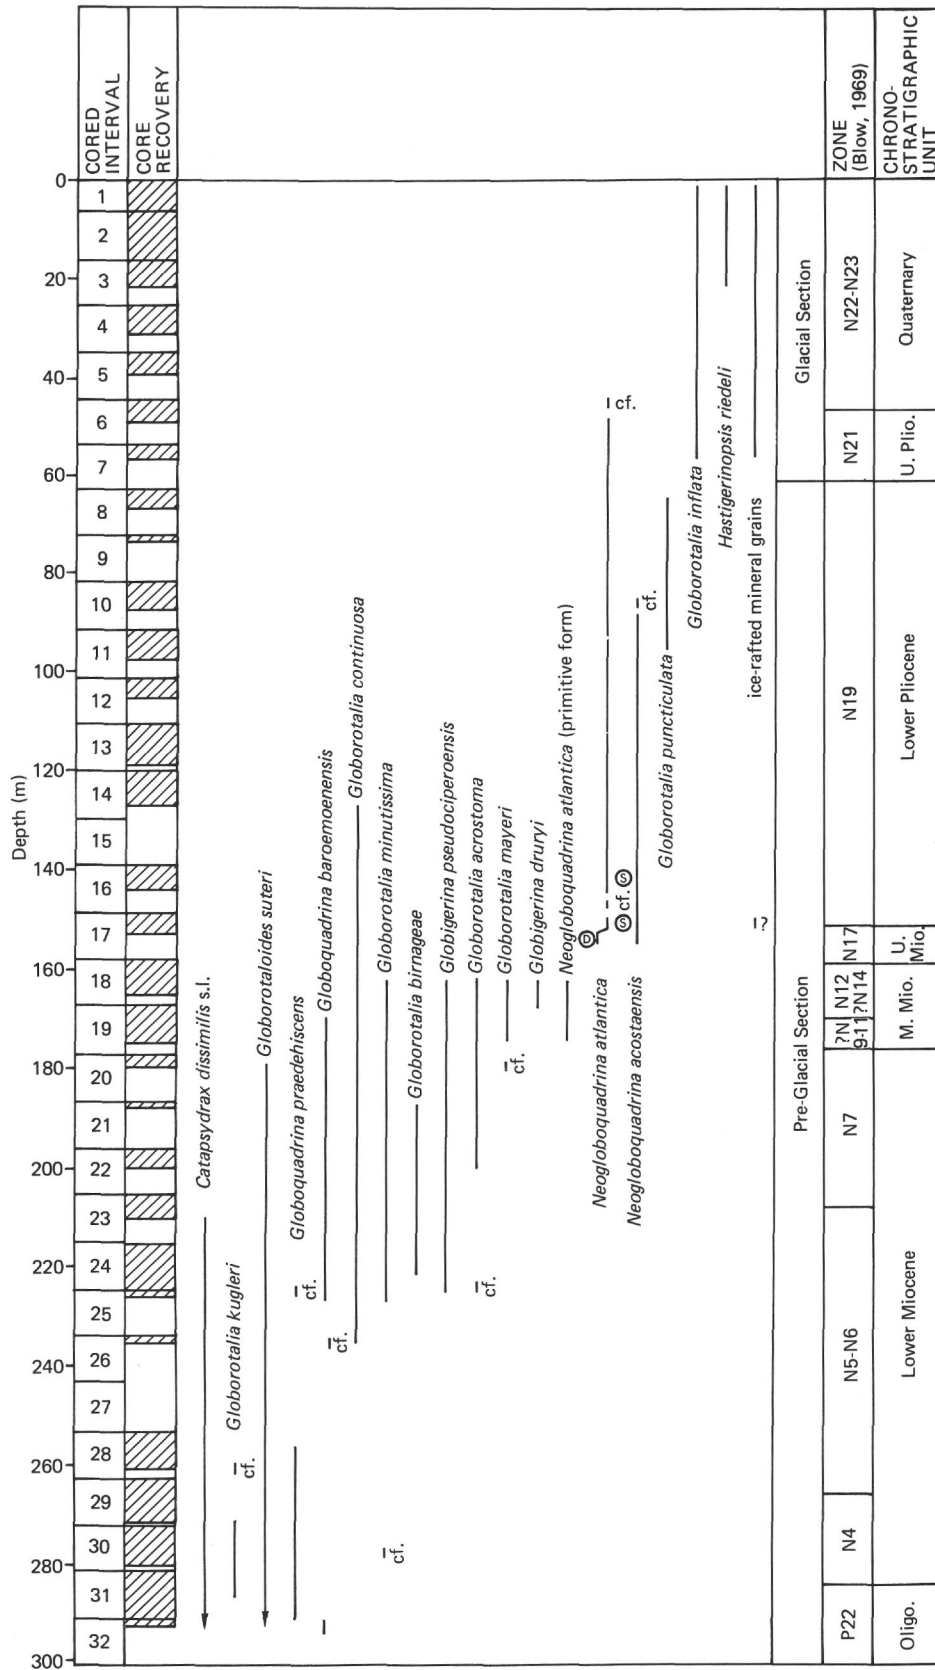 CORED
INTERVAL
CORE
RECOVERY
ZONE
(Blow, 1969)
CHRONO-
STRATIGRAPHIC
UNIT
Depth (m)
0
20
40
60
80
100
120
140
160
180
200
220
240
260
280
300
1
2
3
4
5
6
7
8
9
10
11
12
13
14
15
16
17
18
19
20
21
22
23
24
25
26
27
28
29
30
31
32
Catapsydrax dissimilis s.l.
Globorotalia kugleri
cf.
Globorotaloides suteri
Globoquadrina praedehiscens
cf.
Globoquadrina baroemoenensis
cf.
Globorotalia continuosa
Globorotalia minutissima
cf.
Globorotalia birnageae
Globigerina pseudociperoensis
Globorotalia acrostoma
cf.
Globorotalia mayeri
cf.
Globigerina druryi
Neogloboquadrina atlantica (primitive form)
D
Neogloboquadrina atlantica
cf.
S cf. S
Neogloboquadrina acostaensis
cf.
Globorotalia puncticulata
Globorotalia inflata
Hastigerinopsis riedeli
ice-rafted mineral grains
?
Glacial Section
Pre-Glacial Section
N22-N23
N21
N19
N17
N12
?N14
?N
9-11
N7
N5-N6
N4
P22
Quaternary
U. Plio.
Lower Pliocene
U.
Mio.
M. Mio.
Lower Miocene
Oligo.